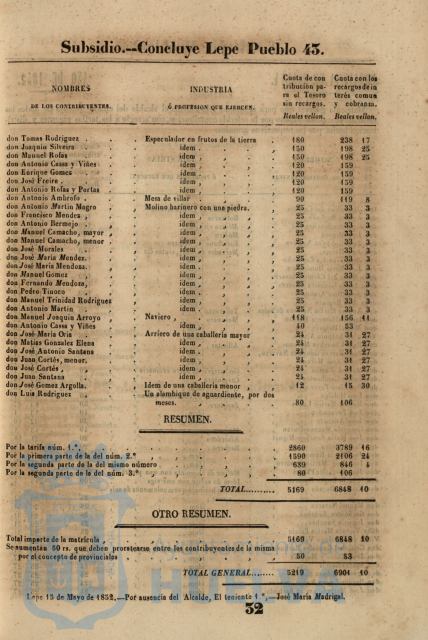 Subsidio.--Concluye Lepe Pueblo 43.
NOMBRES DE LOS CONTRIBUYENTES. INDUSTRIA Ó PROFESION QUE EJERCEN. Cuota de contribucion para el Tesoro sin recargos. Reales vellon. Cuota con los recargos de interés comun y cobranza. Reales vellon.
don Tomas Rodriguez . Especulador en frutos de la tierra 180 238 17
don Joaquin Silveira idem 150 198 25
don Manuel Rofas idem 150 198 25
don Antonio Cassa y Viñes idem 120 159
don Enrique Gomez idem 120 159
don José Freire idem 120 159
don Antonio Rofas y Portas idem 120 159
don Antonio Ambrofo Mesa de villar 90 119 8
don Antonio Martin Magro Molino harinero con una piedra. 25 33 3
don Francisco Mendez idem 25 33 3
don Antonio Bermejo idem 25 33 3
don Manuel Camacho, mayor idem 25 33 3
don Manuel Camacho, menor idem 25 33 3
don José Morales idem 25 33 3
don José Maria Mendez. idem 25 33 3
don José Maria Mendoza. idem 25 33 3
don Manuel Gomez idem 25 33 3
don Fernando Mendoza, idem 25 33 3
don Pedro Tinoco idem 25 33 3
don Manuel Trinidad Rodriguez idem 25 33 3
don Antonio Martin idem 25 33 3
don Manuel Joaquin Arroyo Naviero 118 156 11
don Antonio Cassa y Viñes idem 40 53
don José Maria Oria Arriero de una caballeria mayor 24 31 27
don Matias Gonzalez Elena idem 24 31 27
don José Antonio Santana idem 24 31 27
don Juan Cortés, menor. idem 24 31 27
don José Cortés idem 24 31 27
don Juan Santana idem 24 31 27
don José Gomez Argolla. Idem de una caballeria menor 12 15 30
don Luis Rodriguez Un alambique de aguardiente, por dos
meses. 80 106
RESUMEN.
Por la tarifa núm. 1.° 2860 3789 16
Por la primera parte de la del núm. 2.° 1590 2106 24
Por la segunda parte de la del mismo número 639 846 4
Por la segunda parte de la del núm. 3.° 80 106
TOTAL........... 5169 6848 10
OTRO RESUMEN.
Total importe de la matrícula 5169 6848 10
Se aumentan 50 rs. que deben prorratearse entre los contribuyentes de la misma
por el concepto de provinciales 50 53
TOTAL GENERAL........ 5219 6901 10
Lepe 15 de Mayo de 1852.—Por ausencia del Alcalde, El teniente 1.°,—José Maria Madrigal.
32